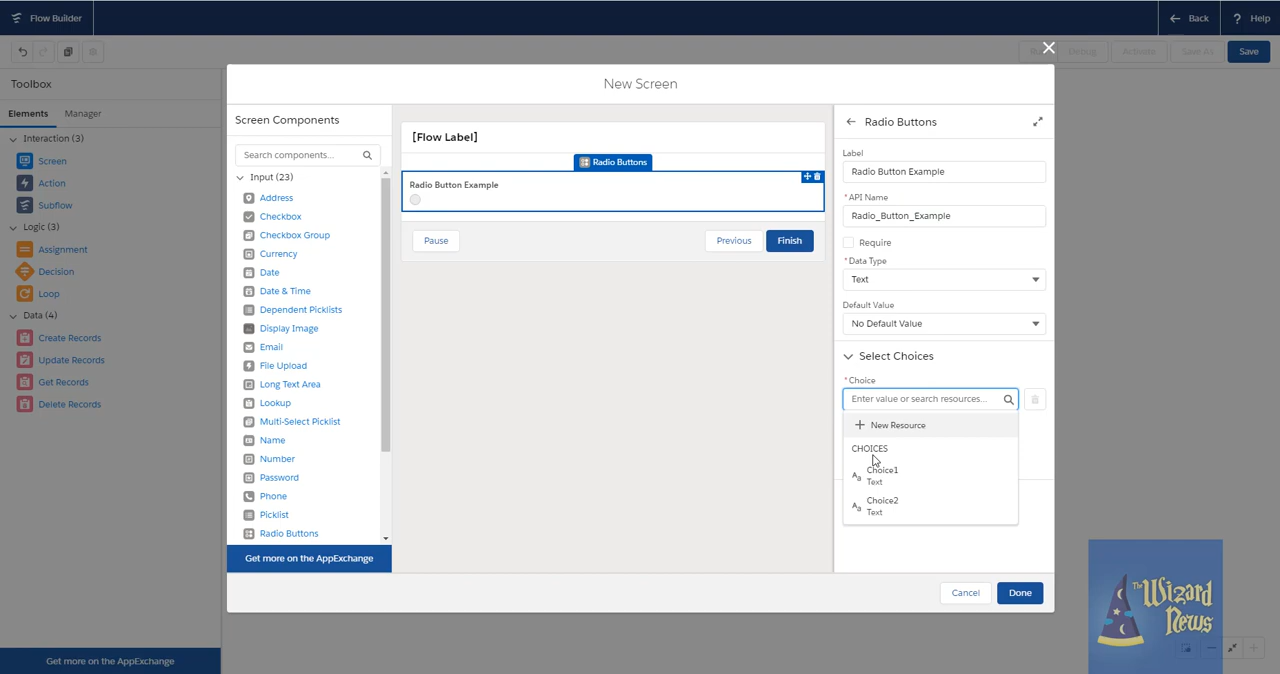 Flow Builder
Back
? Help
Debug
Activate
Save As
Save
Toolbox
Elements
Manager
Interaction (3)
Screen
Action
Subflow
Logic (3)
Assignment
Decision
Loop
Data (4)
Create Records
Update Records
Get Records
Delete Records
Get more on the AppExchange
New Screen
Screen Components
Search components...
Input (23)
Address
Checkbox
Checkbox Group
Currency
Date
Date & Time
Dependent Picklists
Display Image
Email
File Upload
Long Text Area
Lookup
Multi-Select Picklist
Name
Number
Password
Phone
Picklist
Radio Buttons
Get more on the AppExchange
[Flow Label]
Radio Buttons
Radio Button Example
Pause
Previous
Finish
Radio Buttons
Label
Radio Button Example
* API Name
Radio_Button_Example
Require
* Data Type
Text
Default Value
No Default Value
Select Choices
* Choice
Enter value or search resources...
New Resource
CHOICES
Choice1
Text
Choice2
Text
Cancel
Done
The Wizard
News